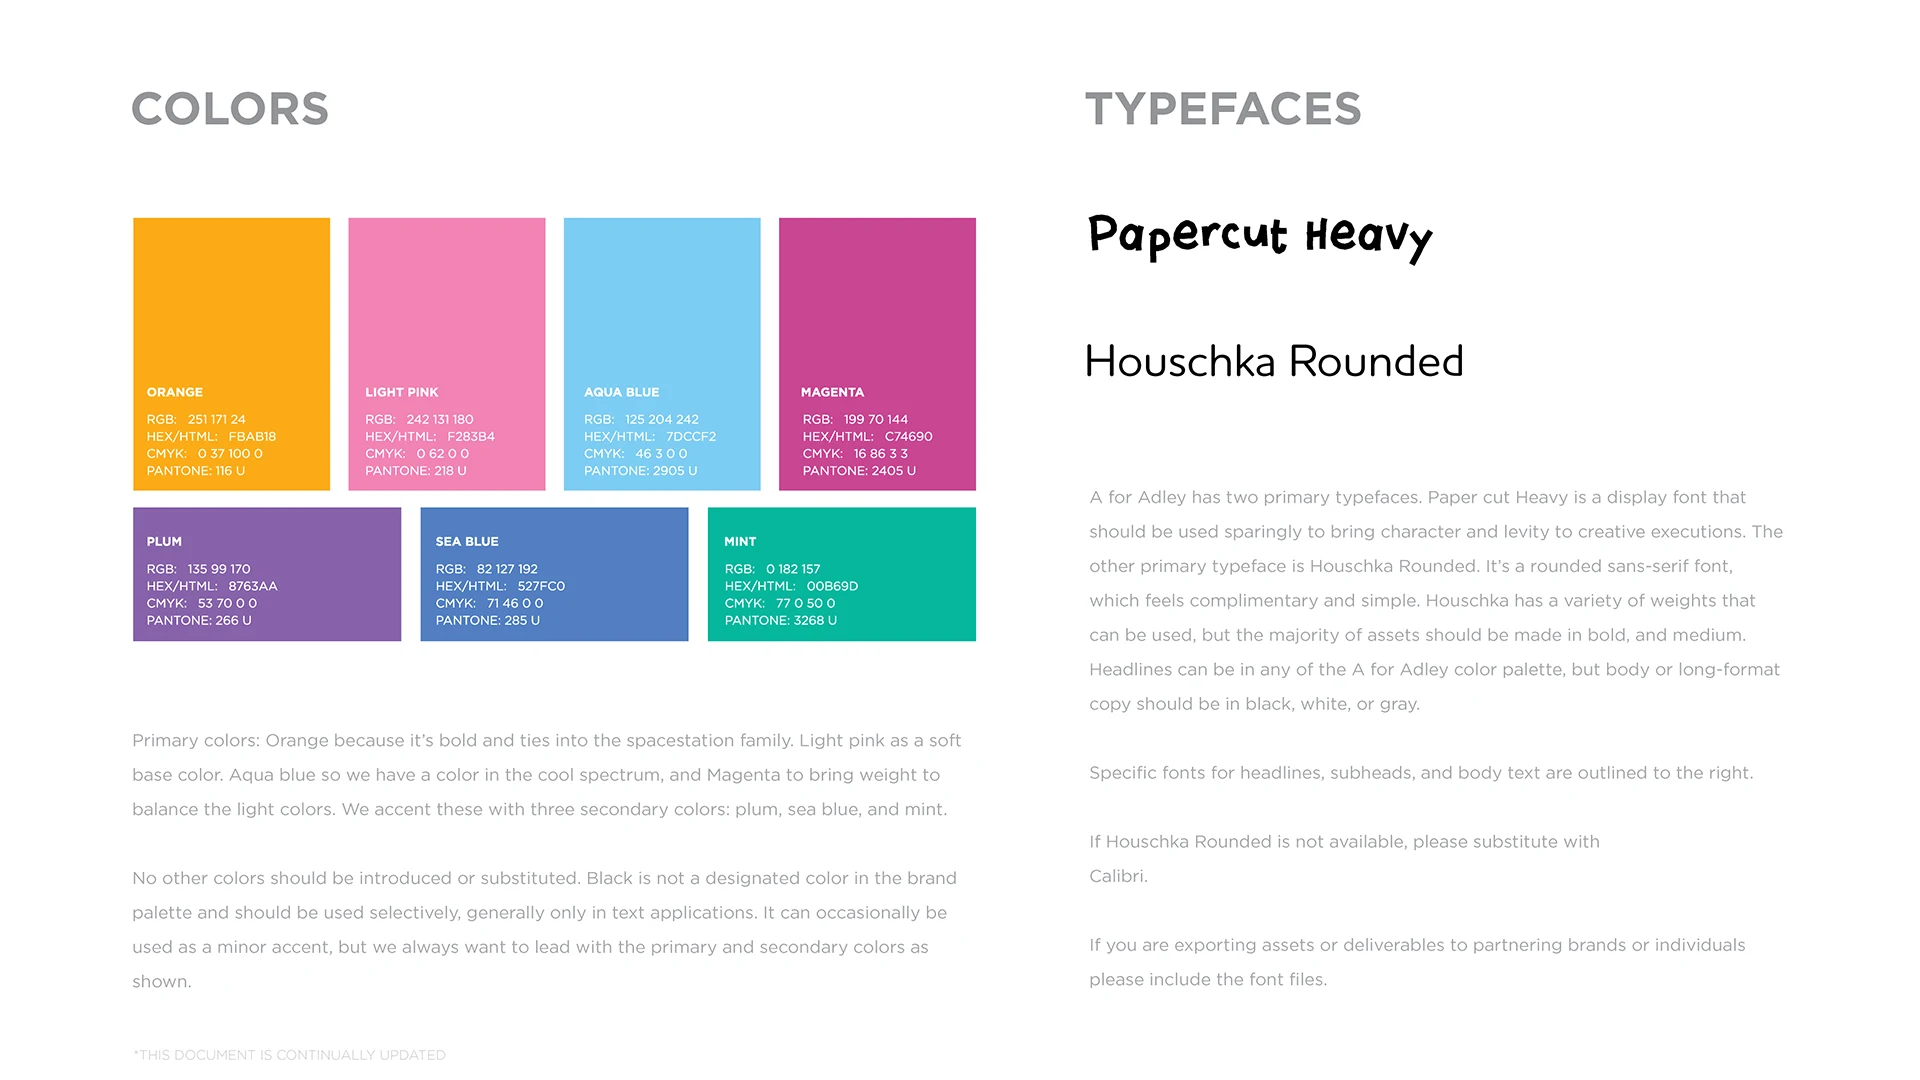 COLORS
ORANGE
RGB: 251 171 24
HEX/HTML: FBAB18
CMYK: 0 37 100 0
PANTONE: 116 U
LIGHT PINK
RGB: 242 131 180
HEX/HTML: F283B4
CMYK: 0 62 0 0
PANTONE: 218 U
AQUA BLUE
RGB: 125 204 242
HEX/HTML: 7DCCF2
CMYK: 46 3 0 0
PANTONE: 2905 U
MAGENTA
RGB: 199 70 144
HEX/HTML: C74690
CMYK: 16 86 3 3
PANTONE: 2405 U
PLUM
RGB: 135 99 170
HEX/HTML: 8763AA
CMYK: 53 70 0 0
PANTONE: 266 U
SEA BLUE
RGB: 82 127 192
HEX/HTML: 527FC0
CMYK: 71 46 0 0
PANTONE: 285 U
MINT
RGB: 0 182 157
HEX/HTML: 00B69D
CMYK: 77 0 50 0
PANTONE: 3268 U
Primary colors: Orange because it's bold and ties into the spacestation family. Light pink as a soft
base color. Aqua blue so we have a color in the cool spectrum, and Magenta to bring weight to
balance the light colors. We accent these with three secondary colors: plum, sea blue, and mint.
No other colors should be introduced or substituted. Black is not a designated color in the brand
palette and should be used selectively, generally only in text applications. It can occasionally be
used as a minor accent, but we always want to lead with the primary and secondary colors as
shown.
*THIS DOCUMENT IS CONTINUALLY UPDATED
TYPEFACES
Papercut Heavy
Houschka Rounded
A for Adley has two primary typefaces. Paper cut Heavy is a display font that
should be used sparingly to bring character and levity to creative executions. The
other primary typeface is Houschka Rounded. It's a rounded sans-serif font,
which feels complimentary and simple. Houschka has a variety of weights that
can be used, but the majority of assets should be made in bold, and medium.
Headlines can be in any of the A for Adley color palette, but body or long-format
copy should be in black, white, or gray.
Specific fonts for headlines, subheads, and body text are outlined to the right.
If Houschka Rounded is not available, please substitute with
Calibri.
If you are exporting assets or deliverables to partnering brands or individuals
please include the font files.